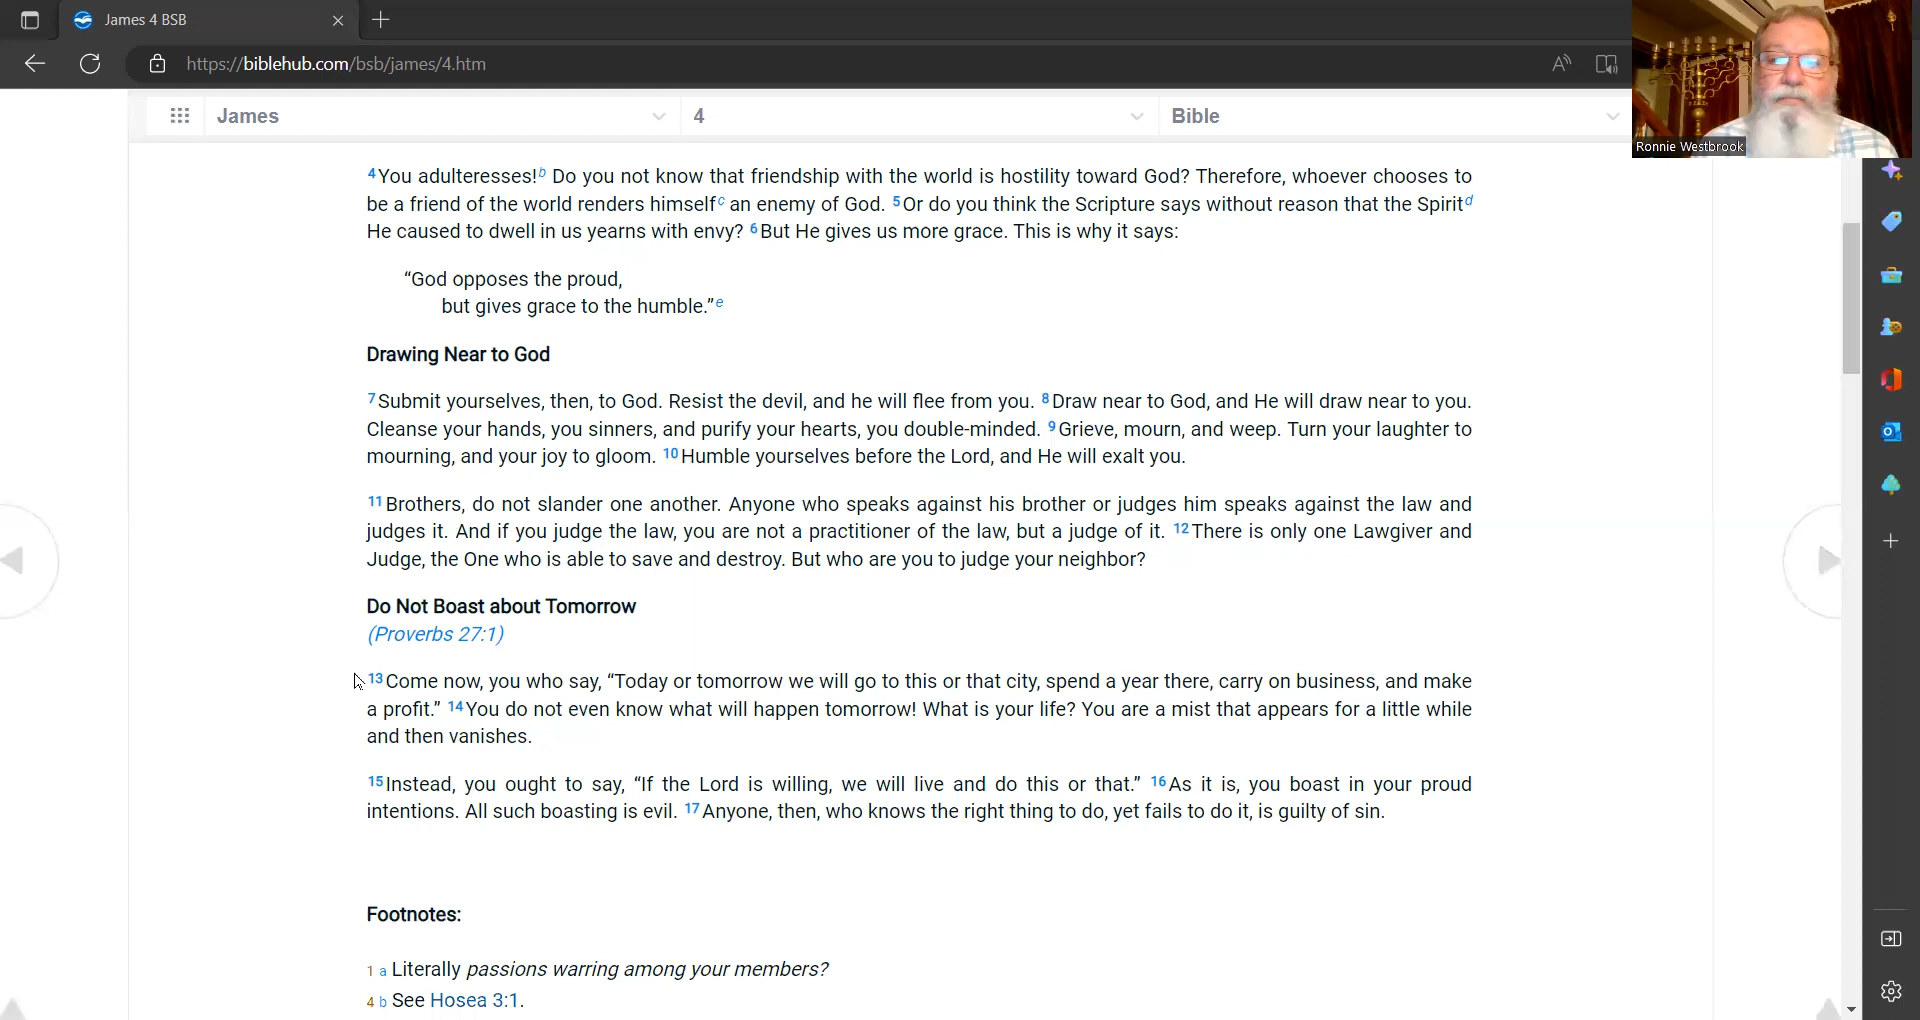 James 4 BSB
https://biblehub.com/bsb/james/4.htm
James 4 Bible
Ronnie Westbrook
4 You adulteresses!b Do you not know that friendship with the world is hostility toward God? Therefore, whoever chooses to
be a friend of the world renders himselfc an enemy of God. 5 Or do you think the Scripture says without reason that the Spiritd
He caused to dwell in us yearns with envy? 6 But He gives us more grace. This is why it says:
“God opposes the proud,
but gives grace to the humble.”e
Drawing Near to God
7 Submit yourselves, then, to God. Resist the devil, and he will flee from you. 8 Draw near to God, and He will draw near to you.
Cleanse your hands, you sinners, and purify your hearts, you double-minded. 9 Grieve, mourn, and weep. Turn your laughter to
mourning, and your joy to gloom. 10 Humble yourselves before the Lord, and He will exalt you.
11 Brothers, do not slander one another. Anyone who speaks against his brother or judges him speaks against the law and
judges it. And if you judge the law, you are not a practitioner of the law, but a judge of it. 12 There is only one Lawgiver and
Judge, the One who is able to save and destroy. But who are you to judge your neighbor?
Do Not Boast about Tomorrow
(Proverbs 27:1)
13 Come now, you who say, “Today or tomorrow we will go to this or that city, spend a year there, carry on business, and make
a profit.” 14 You do not even know what will happen tomorrow! What is your life? You are a mist that appears for a little while
and then vanishes.
15 Instead, you ought to say, “If the Lord is willing, we will live and do this or that.” 16 As it is, you boast in your proud
intentions. All such boasting is evil. 17 Anyone, then, who knows the right thing to do, yet fails to do it, is guilty of sin.
Footnotes:
1 a Literally passions warring among your members?
4 b See Hosea 3:1.